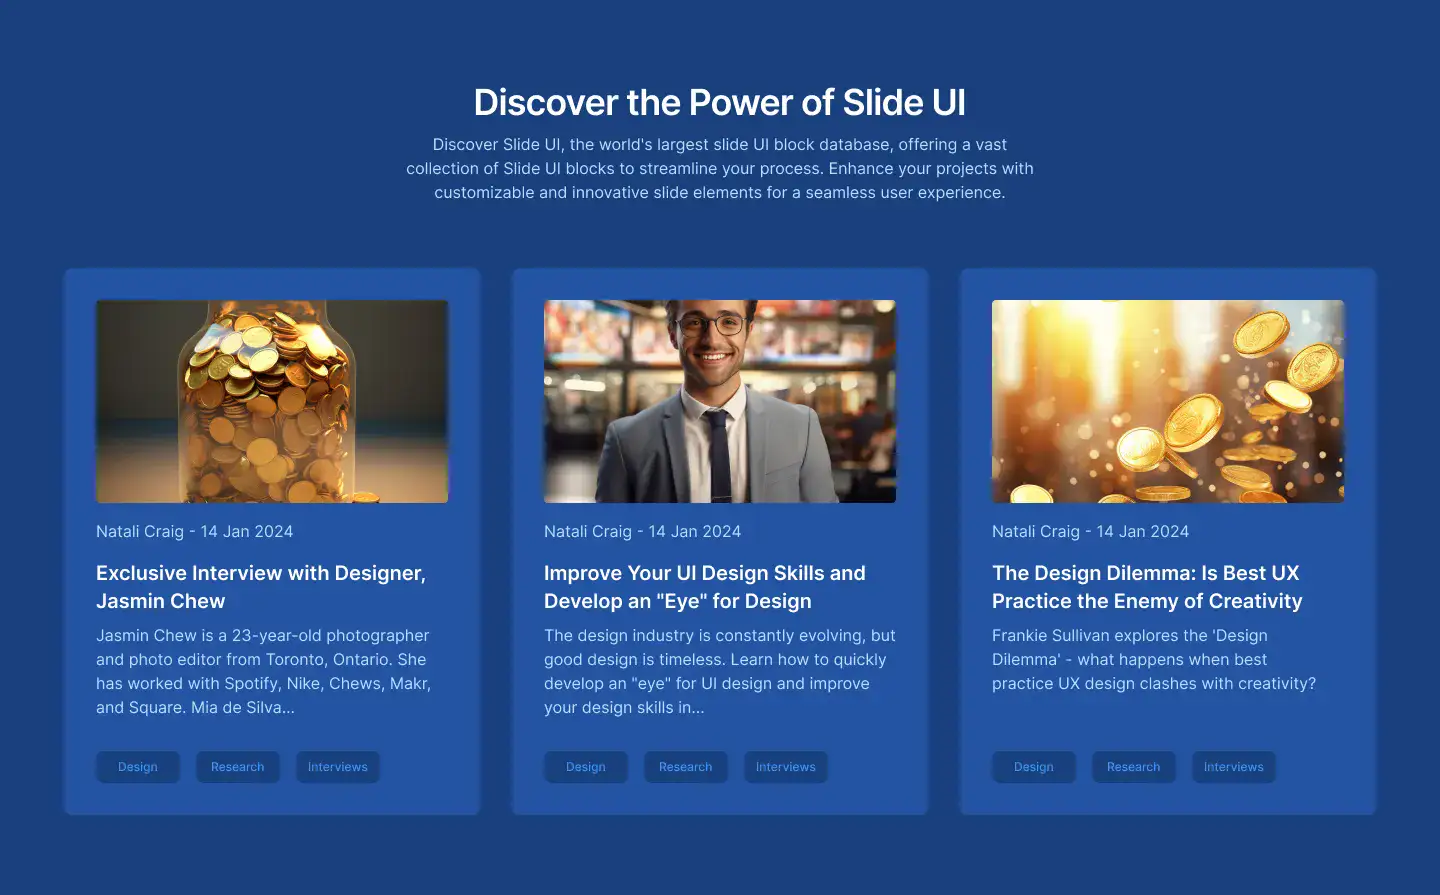 Discover the Power of Slide UI
Discover Slide UI, the world's largest slide UI block database, offering a vast
collection of Slide UI blocks to streamline your process. Enhance your projects with
customizable and innovative slide elements for a seamless user experience.
Natali Craig - 14 Jan 2024
Exclusive Interview with Designer,
Jasmin Chew
Jasmin Chew is a 23-year-old photographer
and photo editor from Toronto, Ontario. She
has worked with Spotify, Nike, Chews, Makr,
and Square. Mia de Silva...
Design
Research
Interviews
Natali Craig - 14 Jan 2024
Improve Your UI Design Skills and
Develop an "Eye" for Design
The design industry is constantly evolving, but
good design is timeless. Learn how to quickly
develop an "eye" for UI design and improve
your design skills in...
Design
Research
Interviews
Natali Craig - 14 Jan 2024
The Design Dilemma: Is Best UX
Practice the Enemy of Creativity
Frankie Sullivan explores the 'Design
Dilemma' - what happens when best
practice UX design clashes with creativity?
Design
Research
Interviews